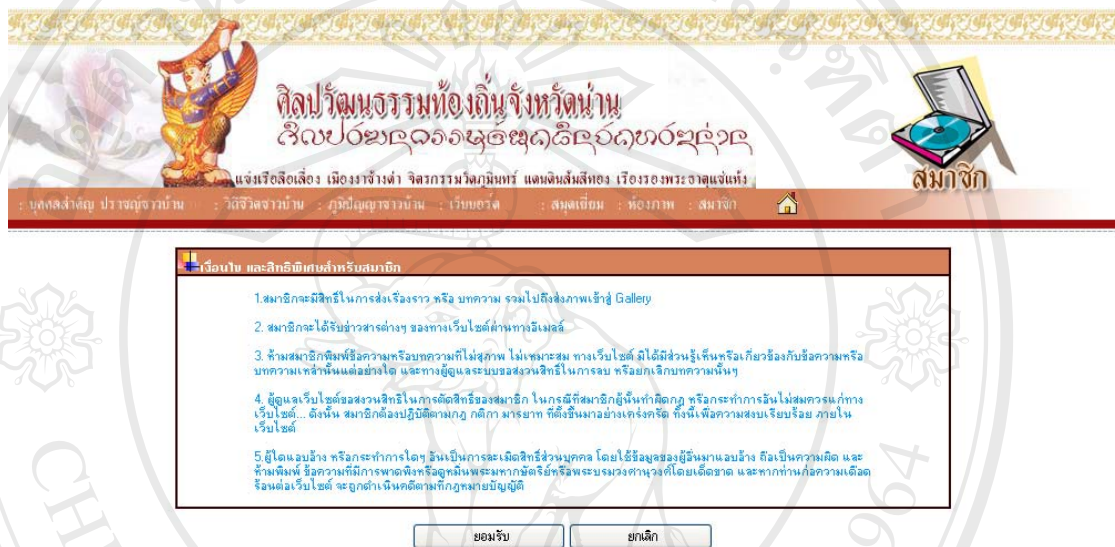 ศิลปวัฒนธรรมท้องถิ่นจังหวัดน่าน
แข่งเรือลือเลื่อง เมืองงาช้างดำ จิตรกรรมวัดภูมินทร์ แดนดินส้มสีทอง เรืองรองพระธาตุแช่แห้ง
สมาชิก
: บุคคลสำคัญ ปราชญ์ชาวบ้าน : วิถีชีวิตชาวบ้าน : ภูมิปัญญาชาวบ้าน : เว็บบอร์ด : สมุดเยี่ยม : ห้องภาพ : สมาชิก
เงื่อนไข และสิทธิพิเศษสำหรับสมาชิก
1.สมาชิกจะมีสิทธิ์ในการส่งเรื่องราว หรือ บทความ รวมไปถึงส่งภาพเข้าสู่ Gallery
2. สมาชิกจะได้รับข่าวสารต่างๆ ของทางเว็บไซต์ผ่านทางอีเมลล์
3. ห้ามสมาชิกพิมพ์ข้อความหรือบทความที่ไม่สุภาพ ไม่เหมาะสม ทางเว็บไซต์ มิได้มีส่วนรู้เห็นหรือเกี่ยวข้องกับข้อความหรือ
บทความเหล่านั้นแต่อย่างใด และทางผู้ดูแลระบบขอสงวนสิทธิ์ในการลบ หรือยกเลิกบทความนั้นๆ
4. ผู้ดูแลเว็บไซต์ขอสงวนสิทธิ์ในการตัดสิทธิ์ของสมาชิก ในกรณีที่สมาชิกผู้นั้นทำผิดกฎ หรือกระทำการอันไม่สมควรแก่ทาง
เว็บไซต์... ดังนั้น สมาชิกต้องปฏิบัติตามกฎ กติกา มารยาท ที่ตั้งขึ้นมาอย่างเคร่งครัด ทั้งนี้เพื่อความสงบเรียบร้อย ภายใน
เว็บไซต์
5.ผู้ใดแอบอ้าง หรือกระทำการใดๆ อันเป็นการละเมิดสิทธิ์ส่วนบุคคล โดยใช้ข้อมูลของผู้อื่นมาแอบอ้าง ถือเป็นความผิด และ
ห้ามพิมพ์ ข้อความที่มีการพาดพิงหรือดูหมิ่นพระมหากษัตริย์หรือพระบรมวงศานุวงศ์โดยเด็ดขาด และหากท่านก่อความเดือด
ร้อนต่อเว็บไซต์ จะถูกดำเนินคดีตามที่กฎหมายบัญญัติ
ยอมรับ ยกเลิก